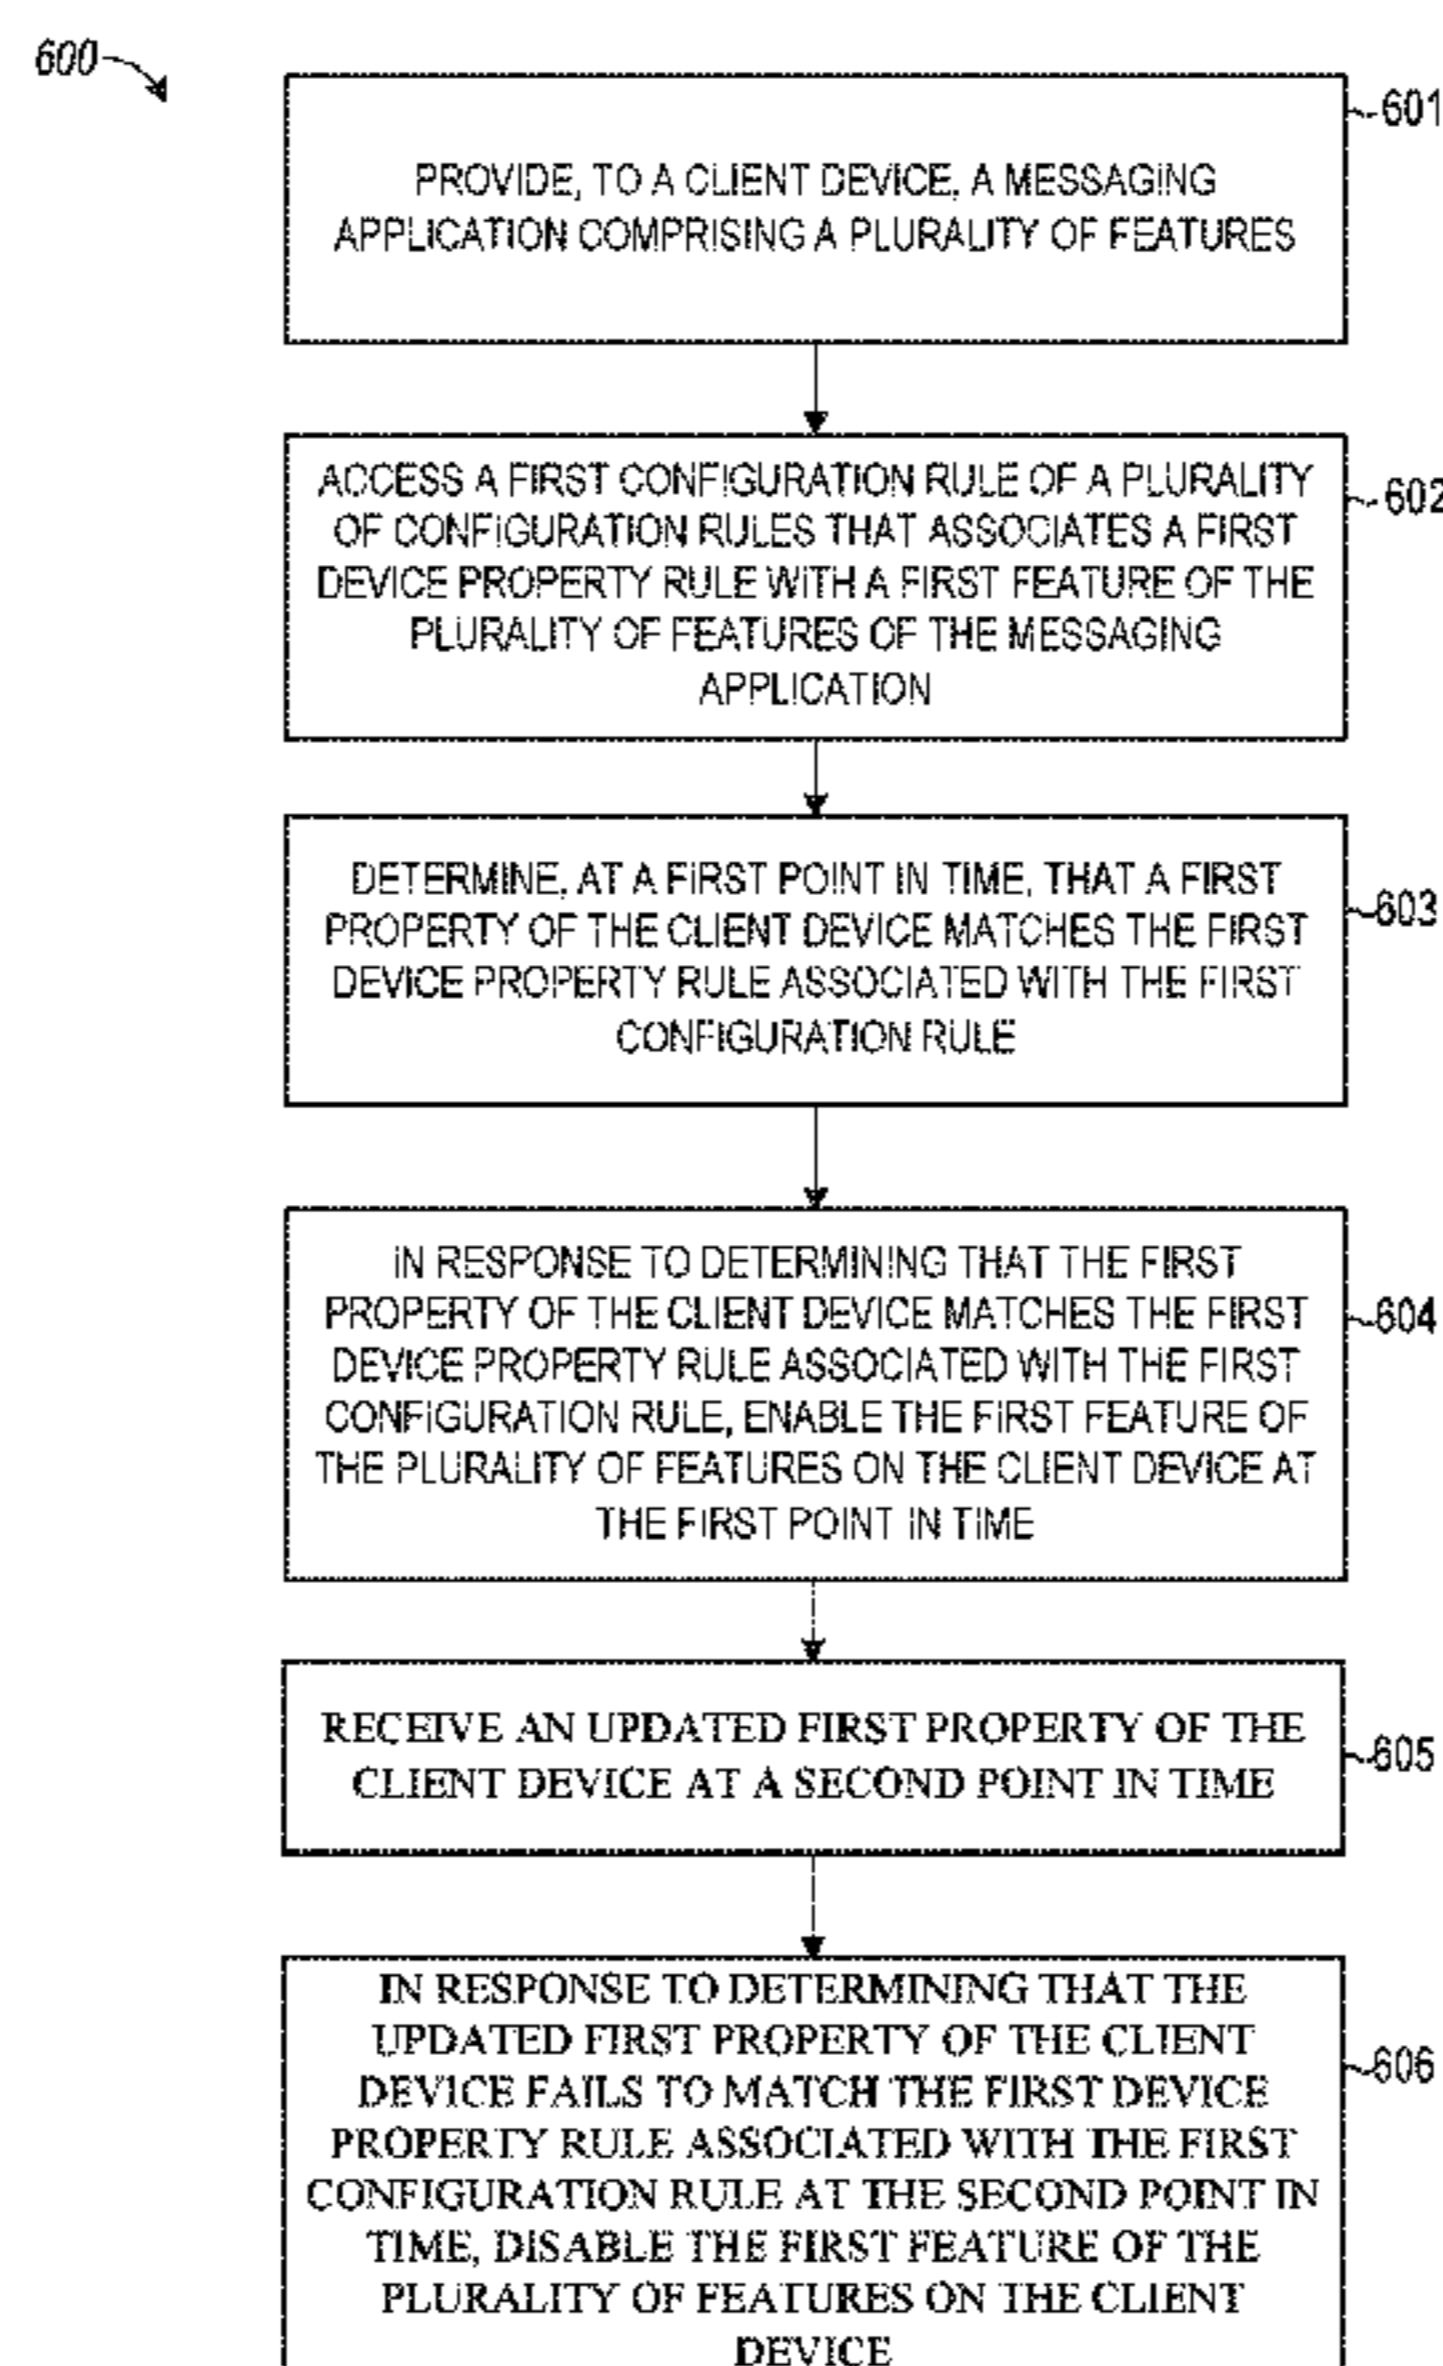 600
601
PROVIDE, TO A CLIENT DEVICE, A MESSAGING
APPLICATION COMPRISING A PLURALITY OF FEATURES
602
ACCESS A FIRST CONFIGURATION RULE OF A PLURALITY
OF CONFIGURATION RULES THAT ASSOCIATES A FIRST
DEVICE PROPERTY RULE WITH A FIRST FEATURE OF THE
PLURALITY OF FEATURES OF THE MESSAGING
APPLICATION
603
DETERMINE, AT A FIRST POINT IN TIME, THAT A FIRST
PROPERTY OF THE CLIENT DEVICE MATCHES THE FIRST
DEVICE PROPERTY RULE ASSOCIATED WITH THE FIRST
CONFIGURATION RULE
604
IN RESPONSE TO DETERMINING THAT THE FIRST
PROPERTY OF THE CLIENT DEVICE MATCHES THE FIRST
DEVICE PROPERTY RULE ASSOCIATED WITH THE FIRST
CONFIGURATION RULE, ENABLE THE FIRST FEATURE OF
THE PLURALITY OF FEATURES ON THE CLIENT DEVICE AT
THE FIRST POINT IN TIME
605
RECEIVE AN UPDATED FIRST PROPERTY OF THE
CLIENT DEVICE AT A SECOND POINT IN TIME
606
IN RESPONSE TO DETERMINING THAT THE
UPDATED FIRST PROPERTY OF THE CLIENT
DEVICE FAILS TO MATCH THE FIRST DEVICE
PROPERTY RULE ASSOCIATED WITH THE FIRST
CONFIGURATION RULE AT THE SECOND POINT IN
TIME, DISABLE THE FIRST FEATURE OF THE
PLURALITY OF FEATURES ON THE CLIENT
DEVICE